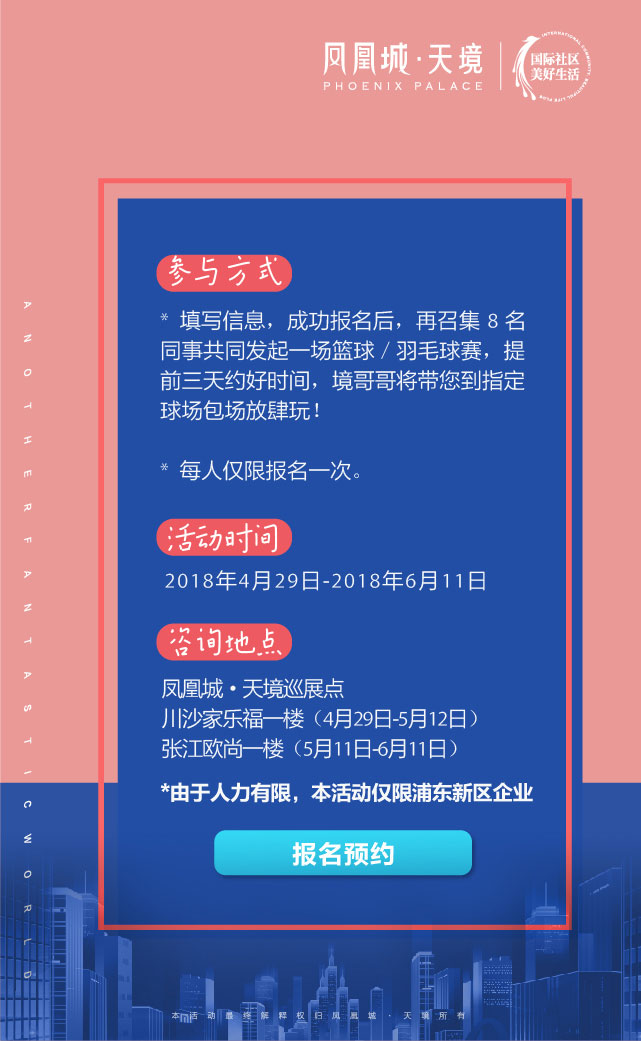 凤凰城·天境
PHOENIX PALACE
国际社区
美好生活
ANOTHER FANTASTIC WORLD
参与方式
* 填写信息，成功报名后，再召集 8 名
同事共同发起一场篮球 / 羽毛球赛，提
前三天约好时间，境哥哥将带您到指定
球场包场放肆玩！
* 每人仅限报名一次。
活动时间
2018年4月29日-2018年6月11日
咨询地点
凤凰城·天境巡展点
川沙家乐福一楼（4月29日-5月12日）
张江欧尚一楼（5月11日-6月11日）
*由于人力有限，本活动仅限浦东新区企业
报名预约
本活动最终解释权归凤凰城·天境所有